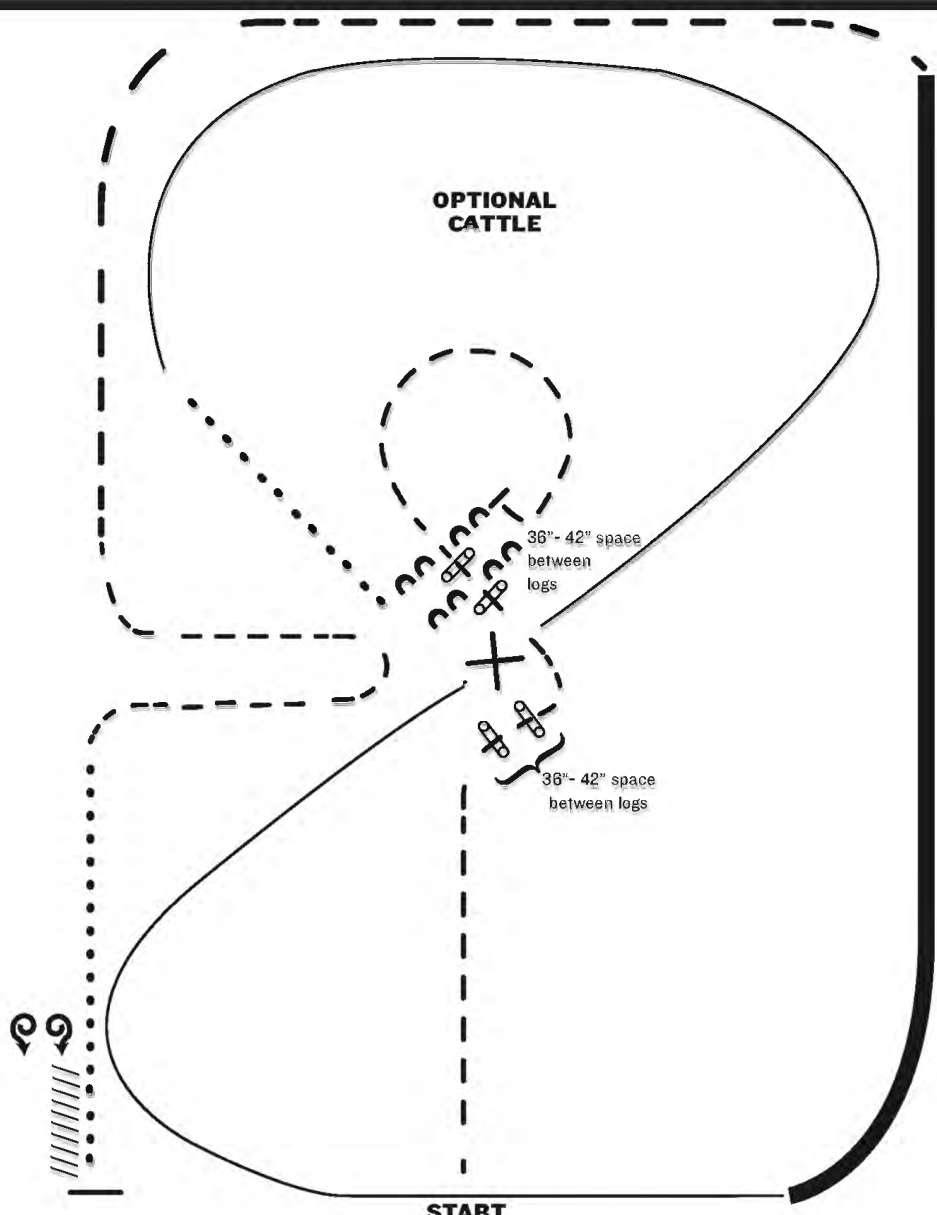 OPTIONAL
CATTLE
36"- 42" space
between
logs
36"- 42" space
between logs
START